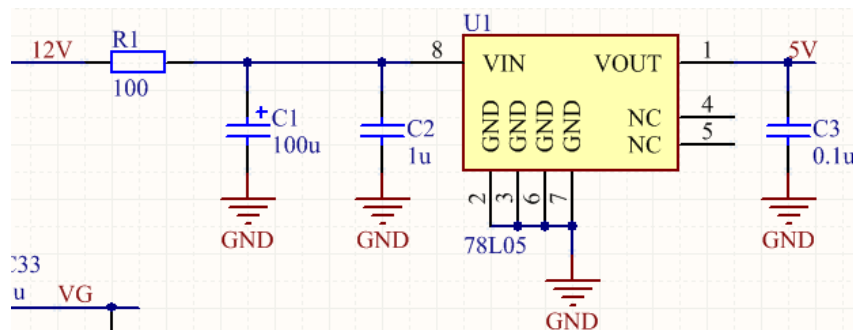 U1
12V
R1
100
8
VIN
VOUT
1
5V
GND
GND
GND
GND
NC
4
NC
5
+
C1
100u
C2
1u
C3
0.1u
2
3
6
7
GND
GND
78L05
GND
GND
C33
u
VG